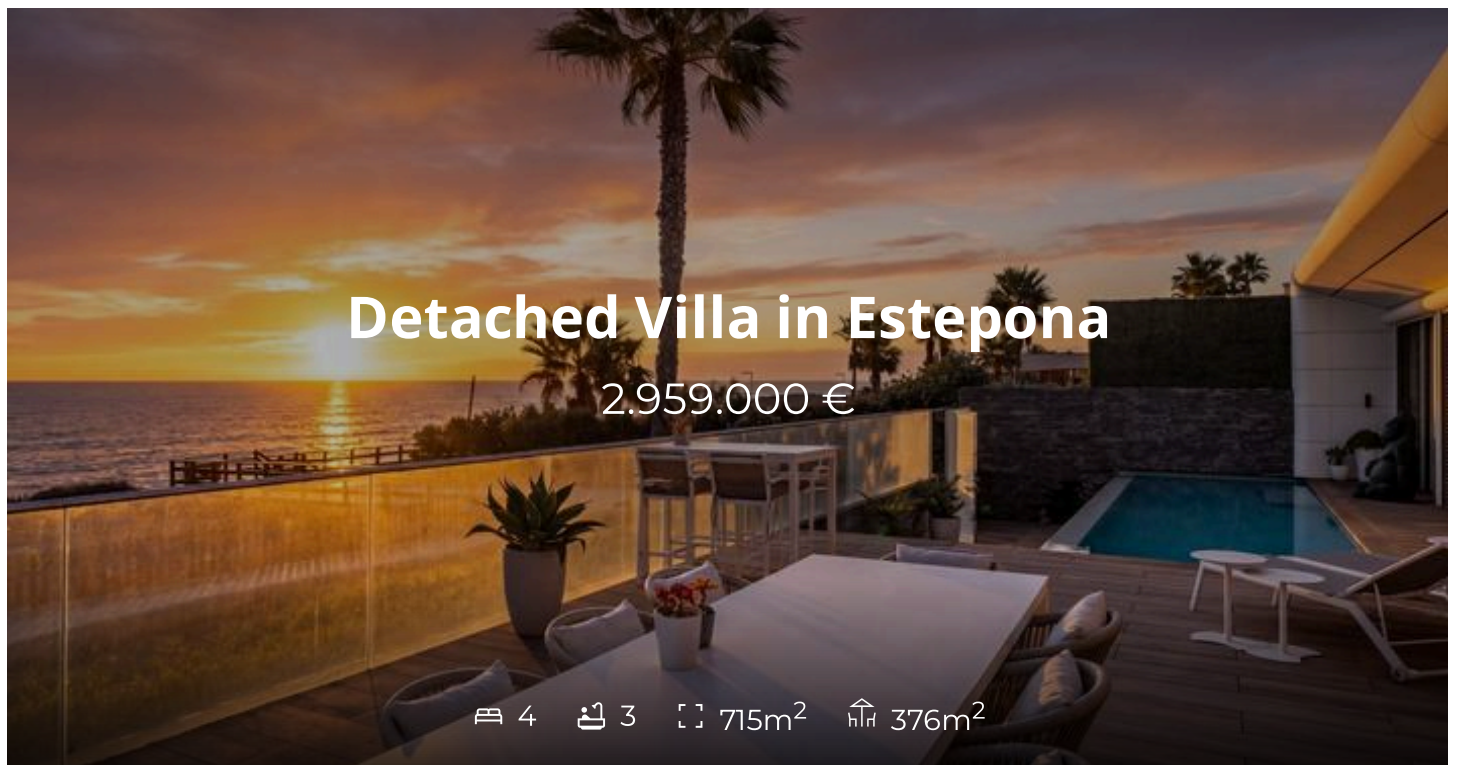 Detached Villa in Estepona
2.959.000 €
4 3 715m² 376m²